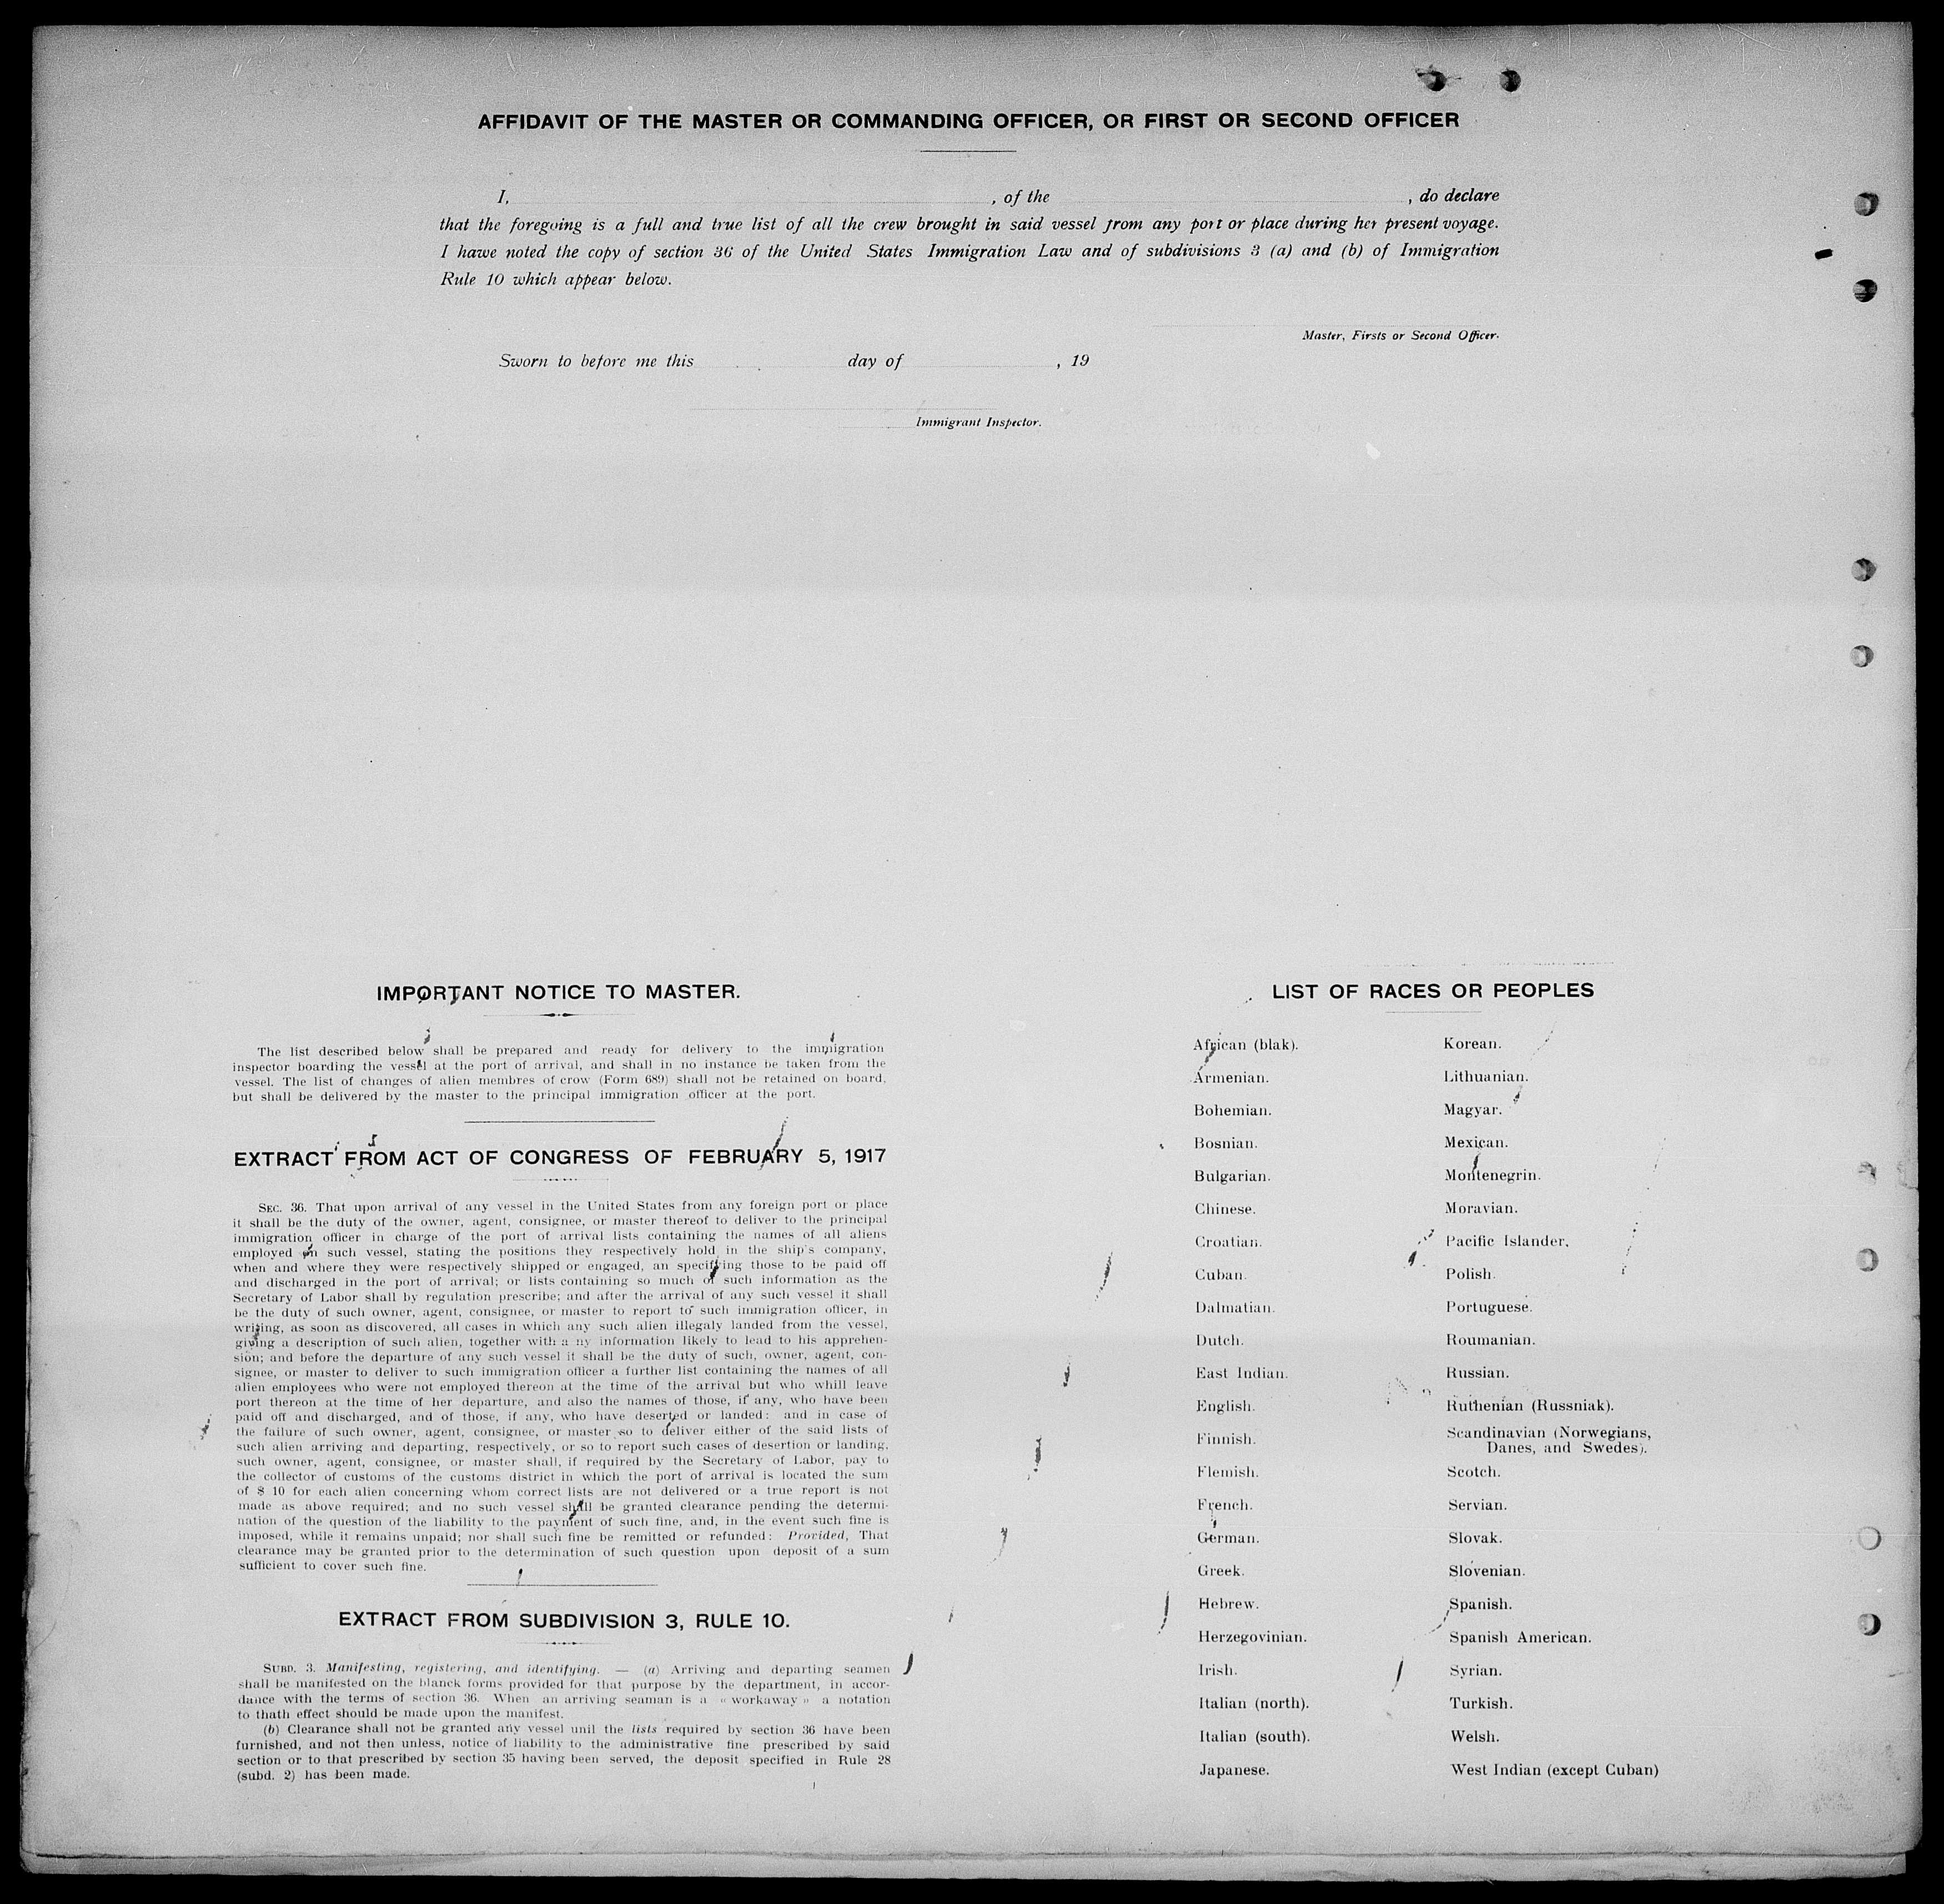 AFFIDAVIT OF THE MASTER OR COMMANDING OFFICER, OR FIRST OR SECOND OFFICER
I, , of the , do declare
that the foregoing is a full and true list of all the crew brought in said vessel from any port or place during her present voyage.
I hawe noted the copy of section 36 of the United States Immigration Law and of subdivisions 3 (a) and (b) of Immigration
Rule 10 which appear below.
Master, Firsts or Second Officer.
Sworn to before me this day of , 19
Immigrant Inspector.
IMPORTANT NOTICE TO MASTER.
The list described below shall be prepared and ready for delivery to the immigration
inspector boarding the vessel at the port of arrival, and shall in no instance be taken from the
vessel. The list of changes of alien membres of crow (Form 689) shall not be retained on board,
but shall be delivered by the master to the principal immigration officer at the port.
EXTRACT FROM ACT OF CONGRESS OF FEBRUARY 5, 1917
SEC. 36. That upon arrival of any vessel in the United States from any foreign port or place
it shall be the duty of the owner, agent, consignee, or master thereof to deliver to the principal
immigration officer in charge of the port of arrival lists containing the names of all aliens
employed on such vessel, stating the positions they respectively hold in the ship's company,
when and where they were respectively shipped or engaged, an specifying those to be paid off
and discharged in the port of arrival; or lists containing so much of such information as the
Secretary of Labor shall by regulation prescribe; and after the arrival of any such vessel it shall
be the duty of such owner, agent, consignee, or master to report to such immigration officer, in
writing, as soon as discovered, all cases in which any such alien illegaly landed from the vessel,
giving a description of such alien, together with a ny information likely to lead to his apprehen-
sion; and before the departure of any such vessel it shall be the duty of such, owner, agent, con-
signee, or master to deliver to such immigration officer a further list containing the names of all
alien employees who were not employed thereon at the time of the arrival but who whill leave
port thereon at the time of her departure, and also the names of those, if any, who have been
paid off and discharged, and of those, if any, who have deserted or landed: and in case of
the failure of such owner, agent, consignee, or master so to deliver either of the said lists of
such alien arriving and departing, respectively, or so to report such cases of desertion or landing,
such owner, agent, consignee, or master shall, if required by the Secretary of Labor, pay to
the collector of customs of the customs district in which the port of arrival is located the sum
of $ 10 for each alien concerning whom correct lists are not delivered or a true report is not
made as above required; and no such vessel shall be granted clearance pending the determi-
nation of the question of the liability to the payment of such fine, and, in the event such fine is
imposed, while it remains unpaid; nor shall such fine be remitted or refunded: Provided, That
clearance may be granted prior to the determination of such question upon deposit of a sum
sufficient to cover such fine.
EXTRACT FROM SUBDIVISION 3, RULE 10.
SUBD. 3. Manifesting, registering, and identifying. — (a) Arriving and departing seamen
shall be manifested on the blanck forms provided for that purpose by the department, in accor-
dance with the terms of section 36. When an arriving seaman is a « workaway » a notation
to thath effect should be made upon the manifest.
(b) Clearance shall not be granted any vessel unil the lists required by section 36 have been
furnished, and not then unless, notice of liability to the administrative fine prescribed by said
section or to that prescribed by section 35 having been served, the deposit specified in Rule 28
(subd. 2) has been made.
LIST OF RACES OR PEOPLES
African (blak).
Armenian.
Bohemian.
Bosnian.
Bulgarian.
Chinese.
Croatian.
Cuban.
Dalmatian.
Dutch.
East Indian.
English.
Finnish.
Flemish.
French.
German.
Greek.
Hebrew.
Herzegovinian.
Irish.
Italian (north).
Italian (south).
Japanese.
Korean.
Lithuanian.
Magyar.
Mexican.
Montenegrin.
Moravian.
Pacific Islander,
Polish.
Portuguese.
Roumanian.
Russian.
Ruthenian (Russniak).
Scandinavian (Norwegians,
Danes, and Swedes).
Scotch.
Servian.
Slovak.
Slovenian.
Spanish.
Spanish American.
Syrian.
Turkish.
Welsh.
West Indian (except Cuban)